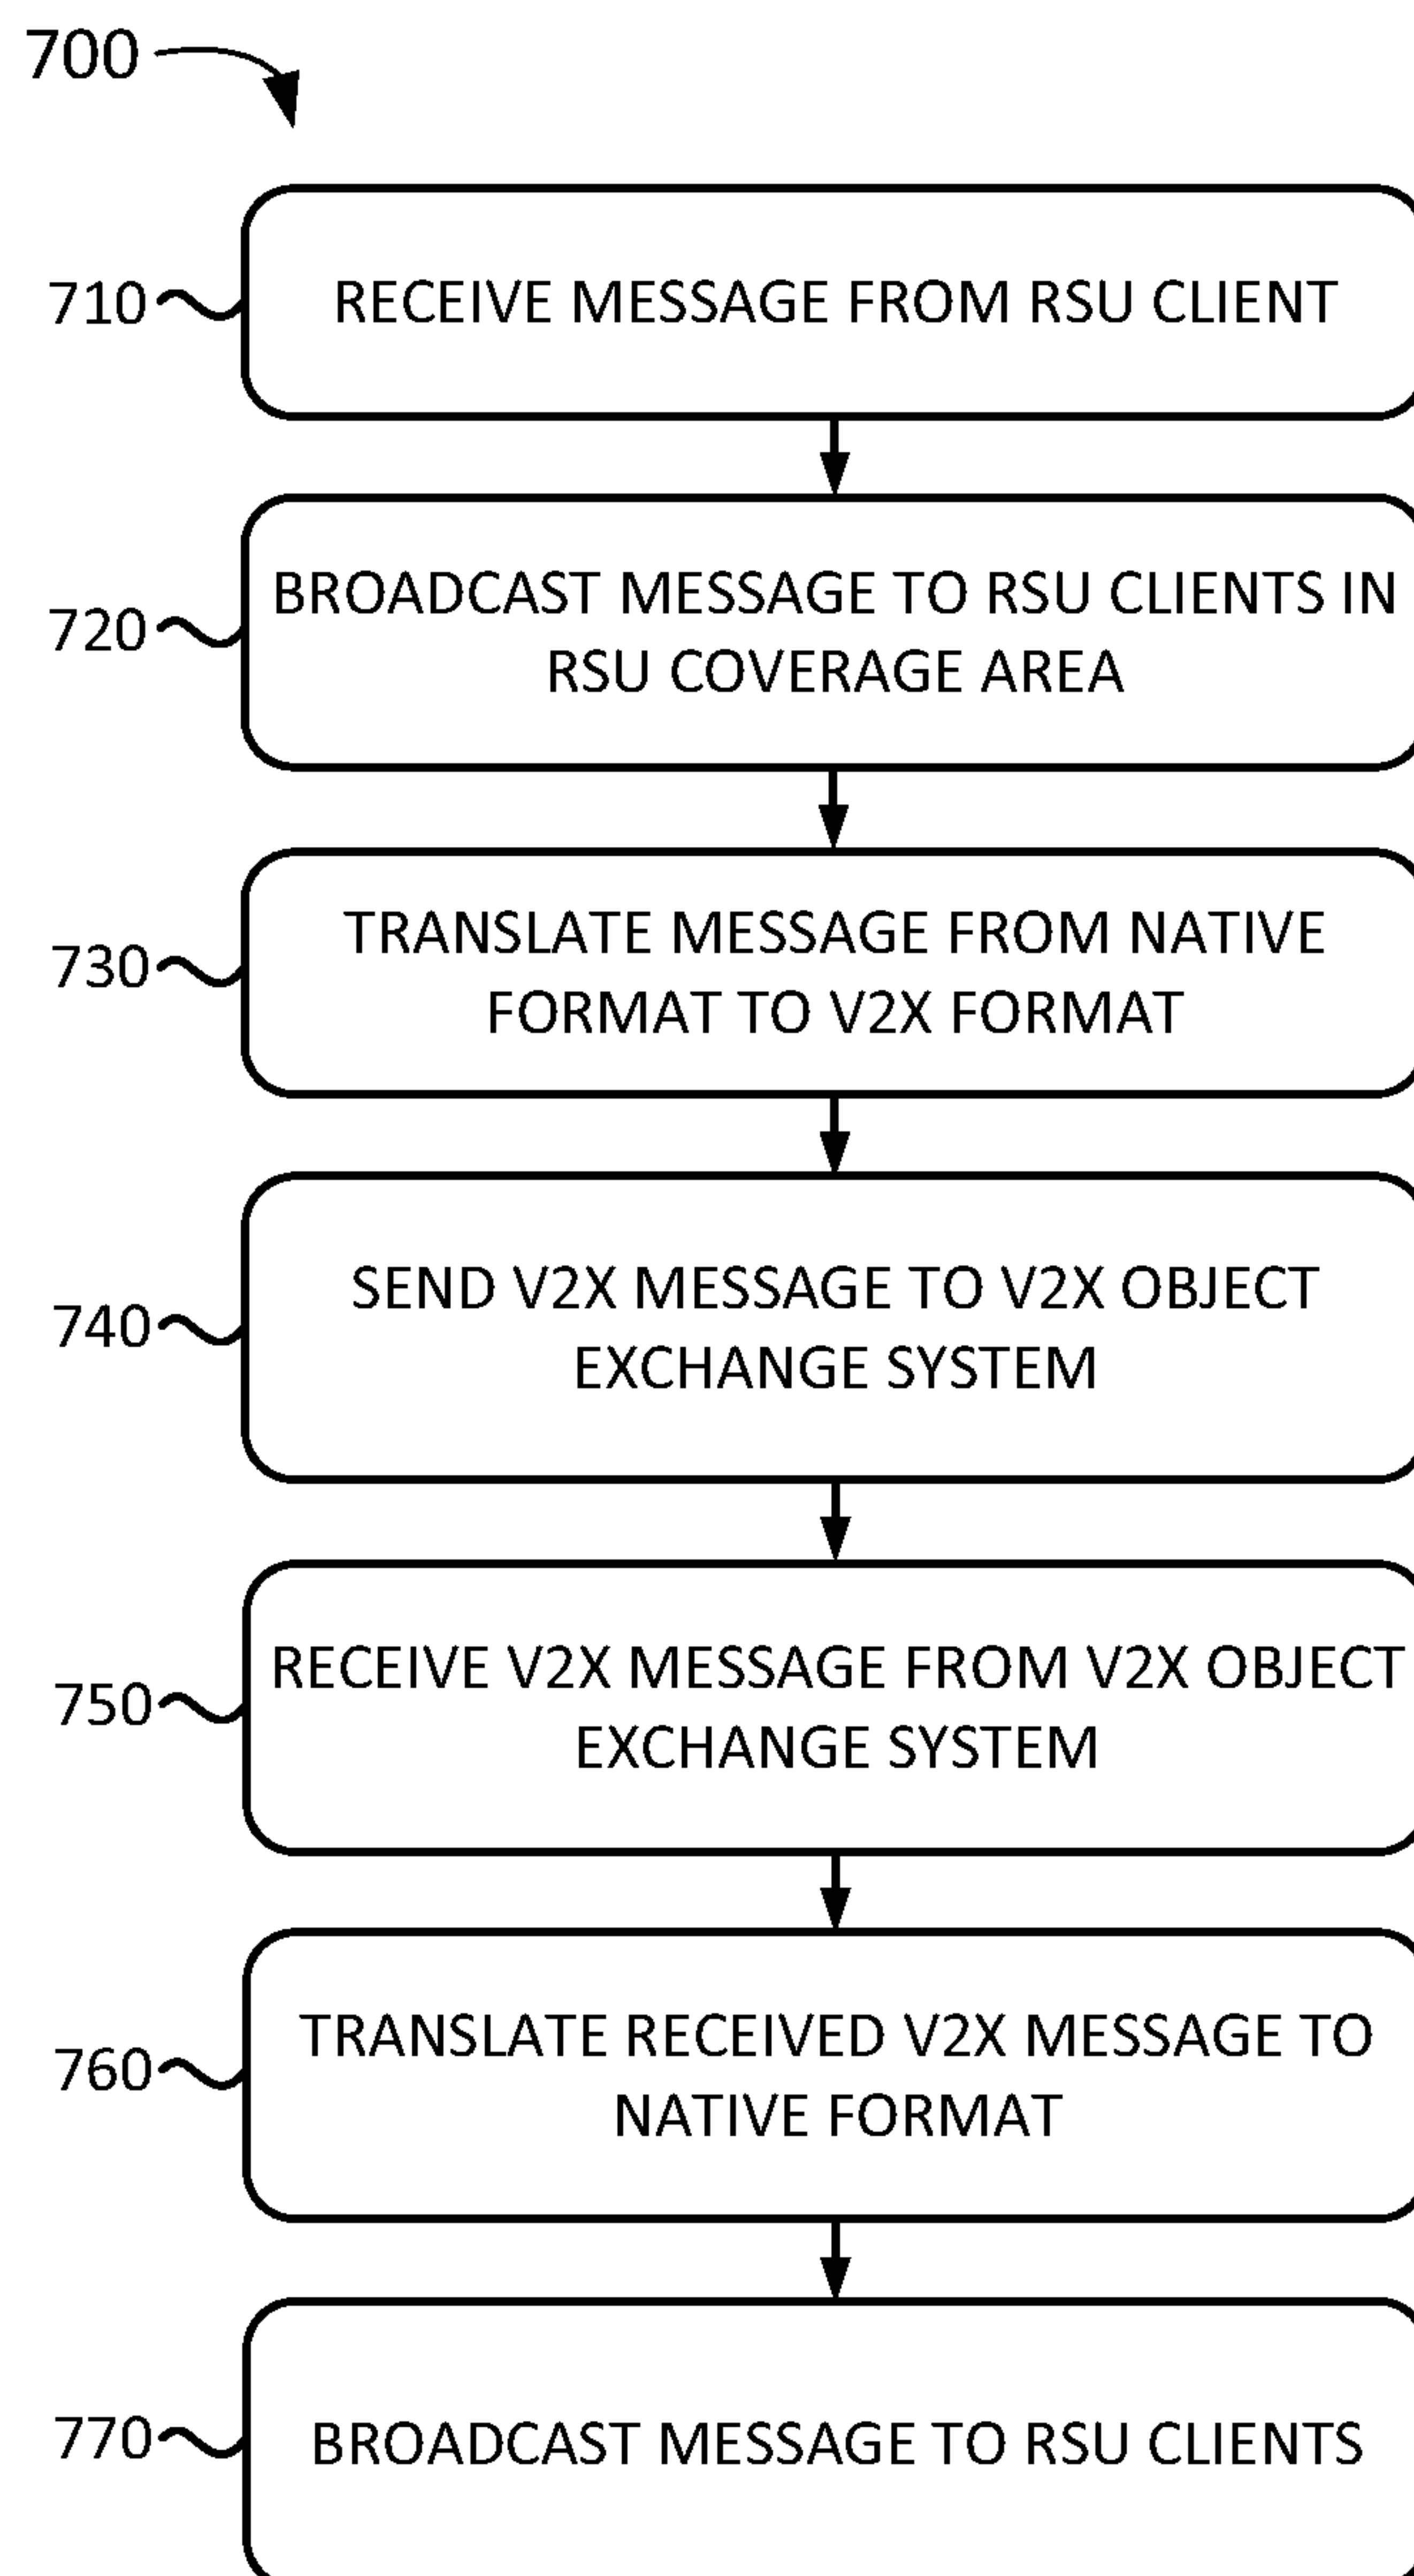 700
710
RECEIVE MESSAGE FROM RSU CLIENT
720
BROADCAST MESSAGE TO RSU CLIENTS IN
RSU COVERAGE AREA
730
TRANSLATE MESSAGE FROM NATIVE
FORMAT TO V2X FORMAT
740
SEND V2X MESSAGE TO V2X OBJECT
EXCHANGE SYSTEM
750
RECEIVE V2X MESSAGE FROM V2X OBJECT
EXCHANGE SYSTEM
760
TRANSLATE RECEIVED V2X MESSAGE TO
NATIVE FORMAT
770
BROADCAST MESSAGE TO RSU CLIENTS